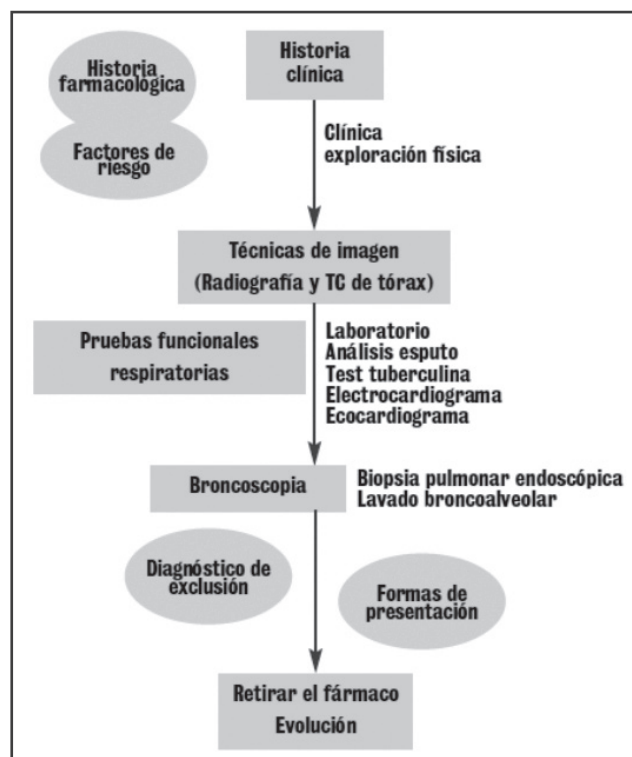 Historia
farmacológica
Factores de
riesgo
Historia
clínica
Clínica
exploración física
Técnicas de imagen
(Radiografía y TC de tórax)
Pruebas funcionales
respiratorias
Laboratorio
Análisis esputo
Test tuberculina
Electrocardiograma
Ecocardiograma
Broncoscopia
Biopsia pulmonar endoscópica
Lavado broncoalveolar
Diagnóstico de
exclusión
Formas de
presentación
Retirar el fármaco
Evolución